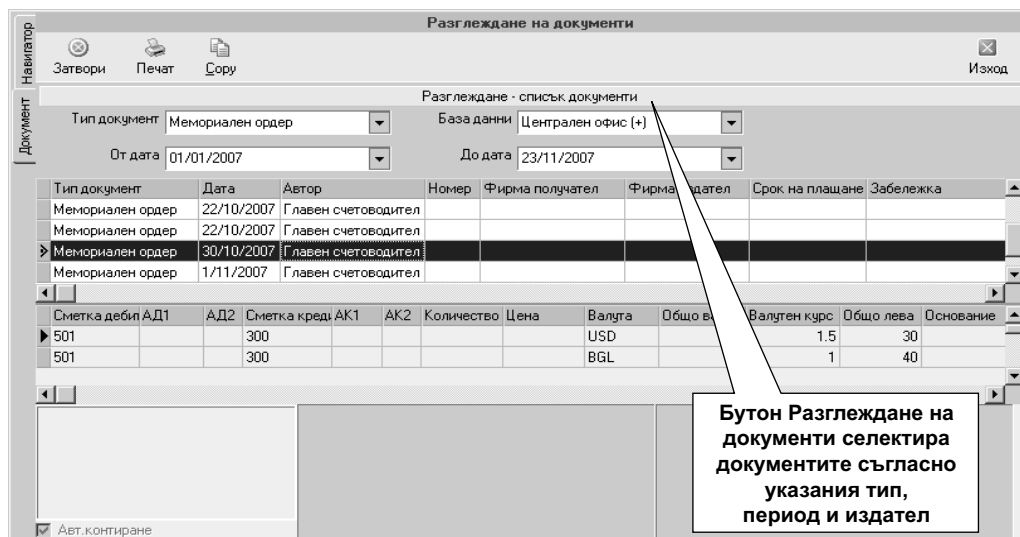 Разглеждане на документи
Навигатор
Документ
Затвори Печат Copy Изход
Разглеждане - списък документи
Тип документ Мемориален ордер База данни Централен офис (+)
От дата 01/01/2007 До дата 23/11/2007
Тип документ Дата Автор Номер Фирма получател Фирма Срок на плащане Забележка
Мемориален ордер 22/10/2007 Главен счетоводител
Мемориален ордер 22/10/2007 Главен счетоводител
Мемориален ордер 30/10/2007 Главен счетоводител
Мемориален ордер 1/11/2007 Главен счетоводител
Сметка дебит АД1 АД2 Сметка креди АК1 АК2 Количество Цена Валута Общо Валутен курс Общо лева Основание
501 300 USD 1.5 30
501 300 BGL 1 40
Бутон Разглеждане на
документи селектира
документите съгласно
указания тип,
период и издател
Авт.контиране